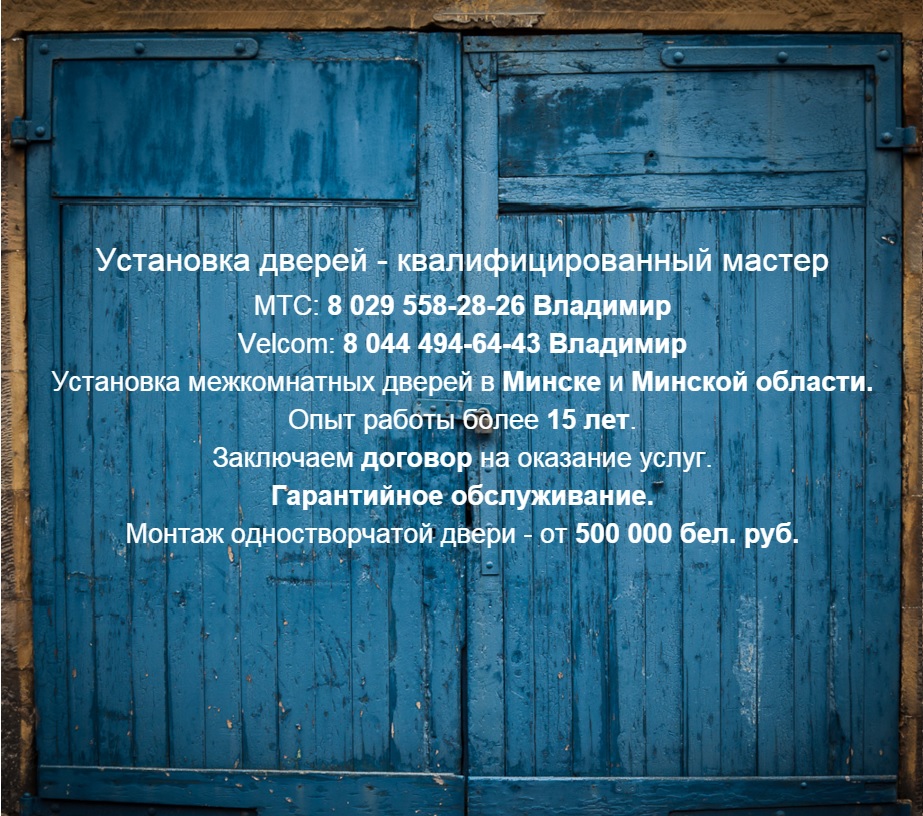 Установка дверей - квалифицированный мастер
МТС: 8 029 558-28-26 Владимир
Velcom: 8 044 494-64-43 Владимир
Установка межкомнатных дверей в Минске и Минской области.
Опыт работы более 15 лет.
Заключаем договор на оказание услуг.
Гарантийное обслуживание.
Монтаж одностворчатой двери - от 500 000 бел. руб.